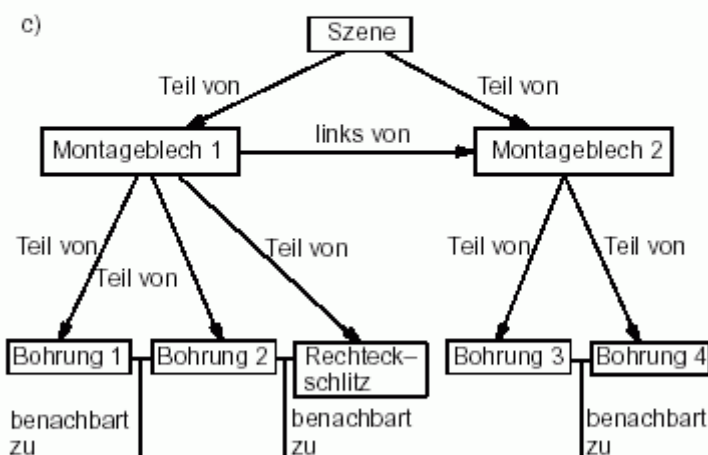 c)
Szene
Teil von
Teil von
Montageblech 1
links von
Montageblech 2
Teil von
Teil von
Teil von
Teil von
Teil von
Bohrung 1
Bohrung 2
Rechteck–
schlitz
Bohrung 3
Bohrung 4
benachbart
zu
benachbart
zu
benachbart
zu